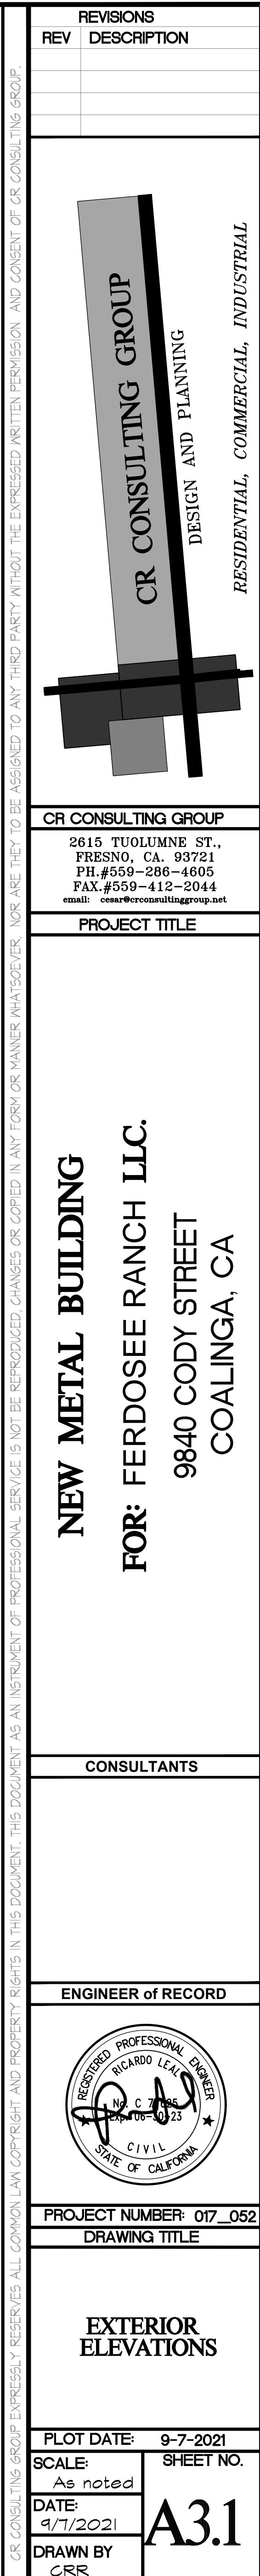 REVISIONS
REV DESCRIPTION
CR CONSULTING GROUP
DESIGN AND PLANNING
RESIDENTIAL, COMMERCIAL, INDUSTRIAL
CR CONSULTING GROUP
2615 TUOLUMNE ST.,
FRESNO, CA. 93721
PH.#559-286-4605
FAX.#559-412-2044
email: cesar@crconsultinggroup.net
PROJECT TITLE
NEW METAL BUILDING
FOR: FERDOSEE RANCH LLC.
9840 CODY STREET
COALINGA, CA
CONSULTANTS
ENGINEER of RECORD
REGISTERED PROFESSIONAL ENGINEER
RICARDO LEAL
No. C
Exp. 06-30-23
CIVIL
STATE OF CALIFORNIA
PROJECT NUMBER: 017_052
DRAWING TITLE
EXTERIOR
ELEVATIONS
PLOT DATE: 9-7-2021
SCALE:
As noted
SHEET NO.
A3.1
DATE:
9/7/2021
DRAWN BY
CRR
CR CONSULTING GROUP EXPRESSLY RESERVES ALL COMMON LAW COPYRIGHT AND PROPERTY RIGHTS IN THIS DOCUMENT. THIS DOCUMENT AS AN INSTRUMENT OF PROFESSIONAL SERVICE IS NOT BE REPRODUCED, CHANGES OR COPIED IN ANY FORM OR MANNER WHATSOEVER, NOR ARE THEY TO BE ASSIGNED TO ANY THIRD PARTY WITHOUT THE EXPRESSED WRITTEN PERMISSION AND CONSENT OF CR CONSULTING GROUP.